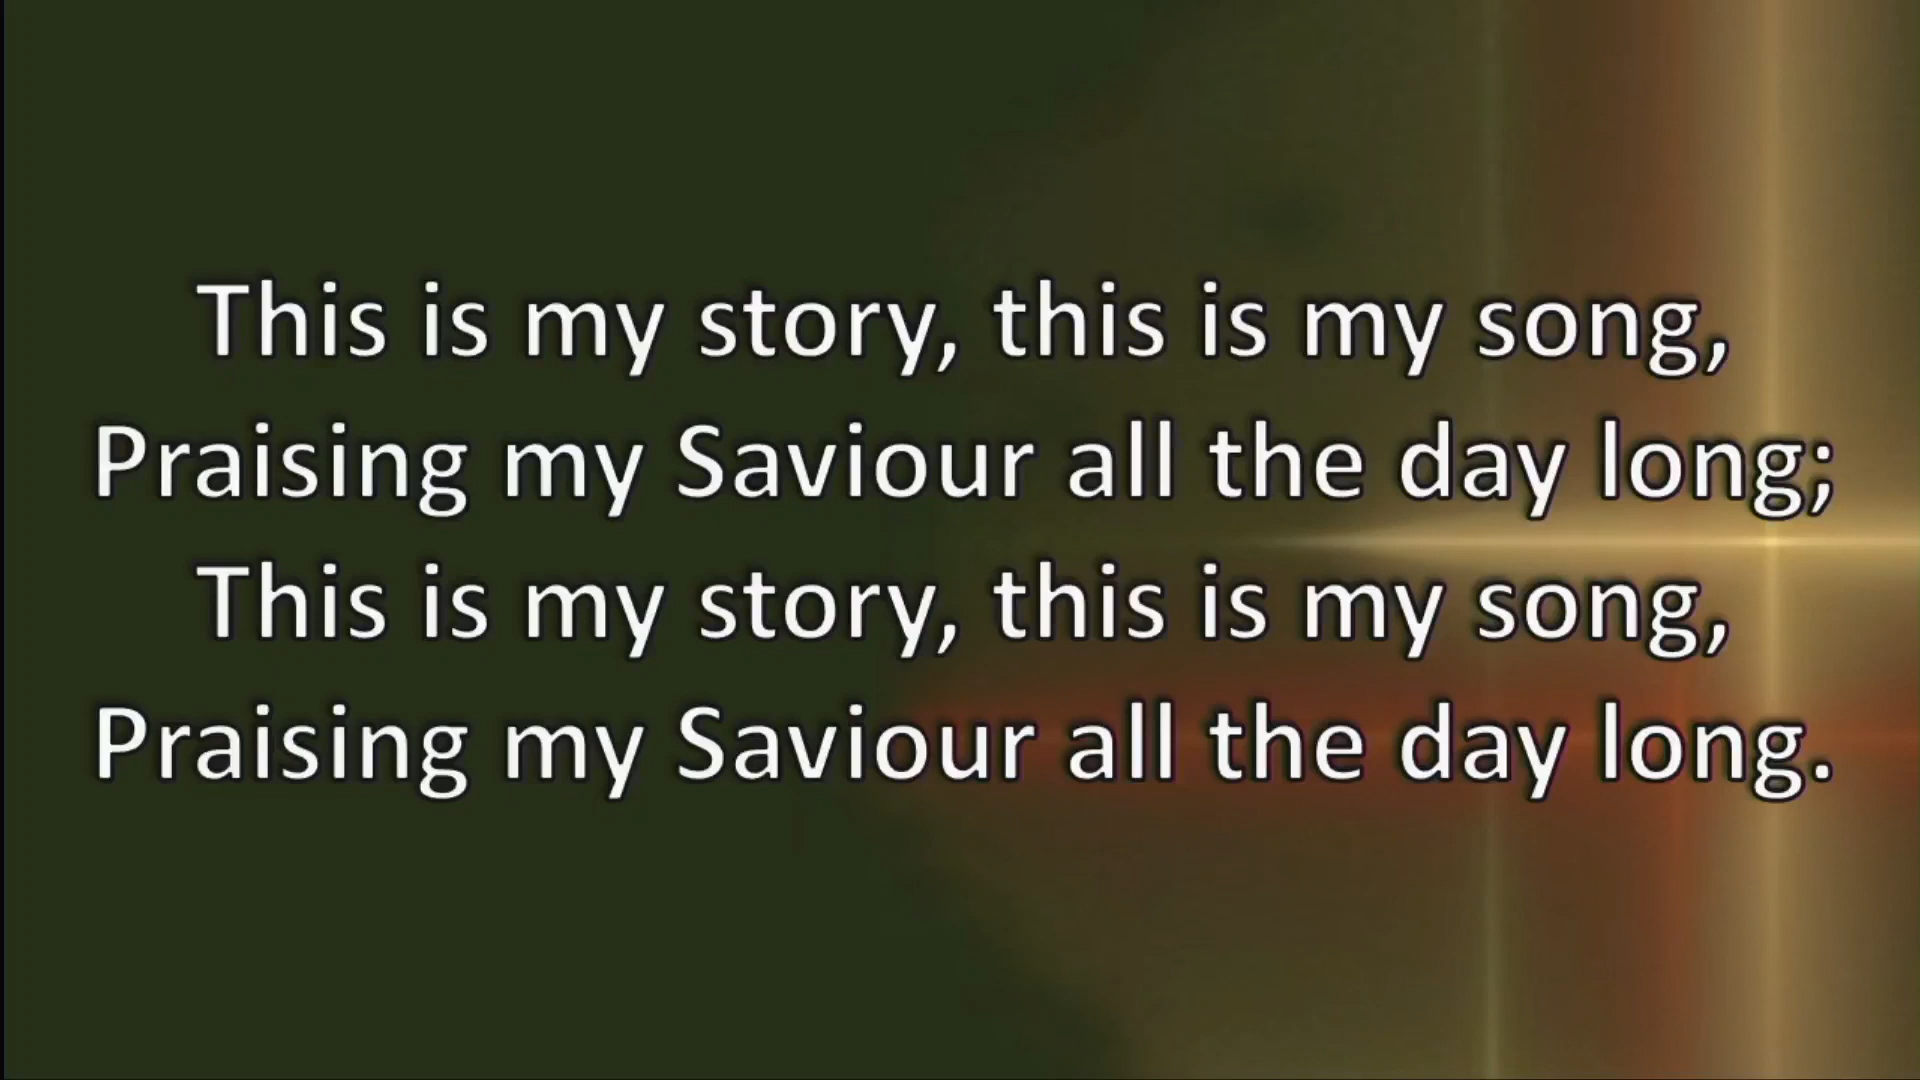 This is my story, this is my song,
Praising my Saviour all the day long;
This is my story, this is my song,
Praising my Saviour all the day long.